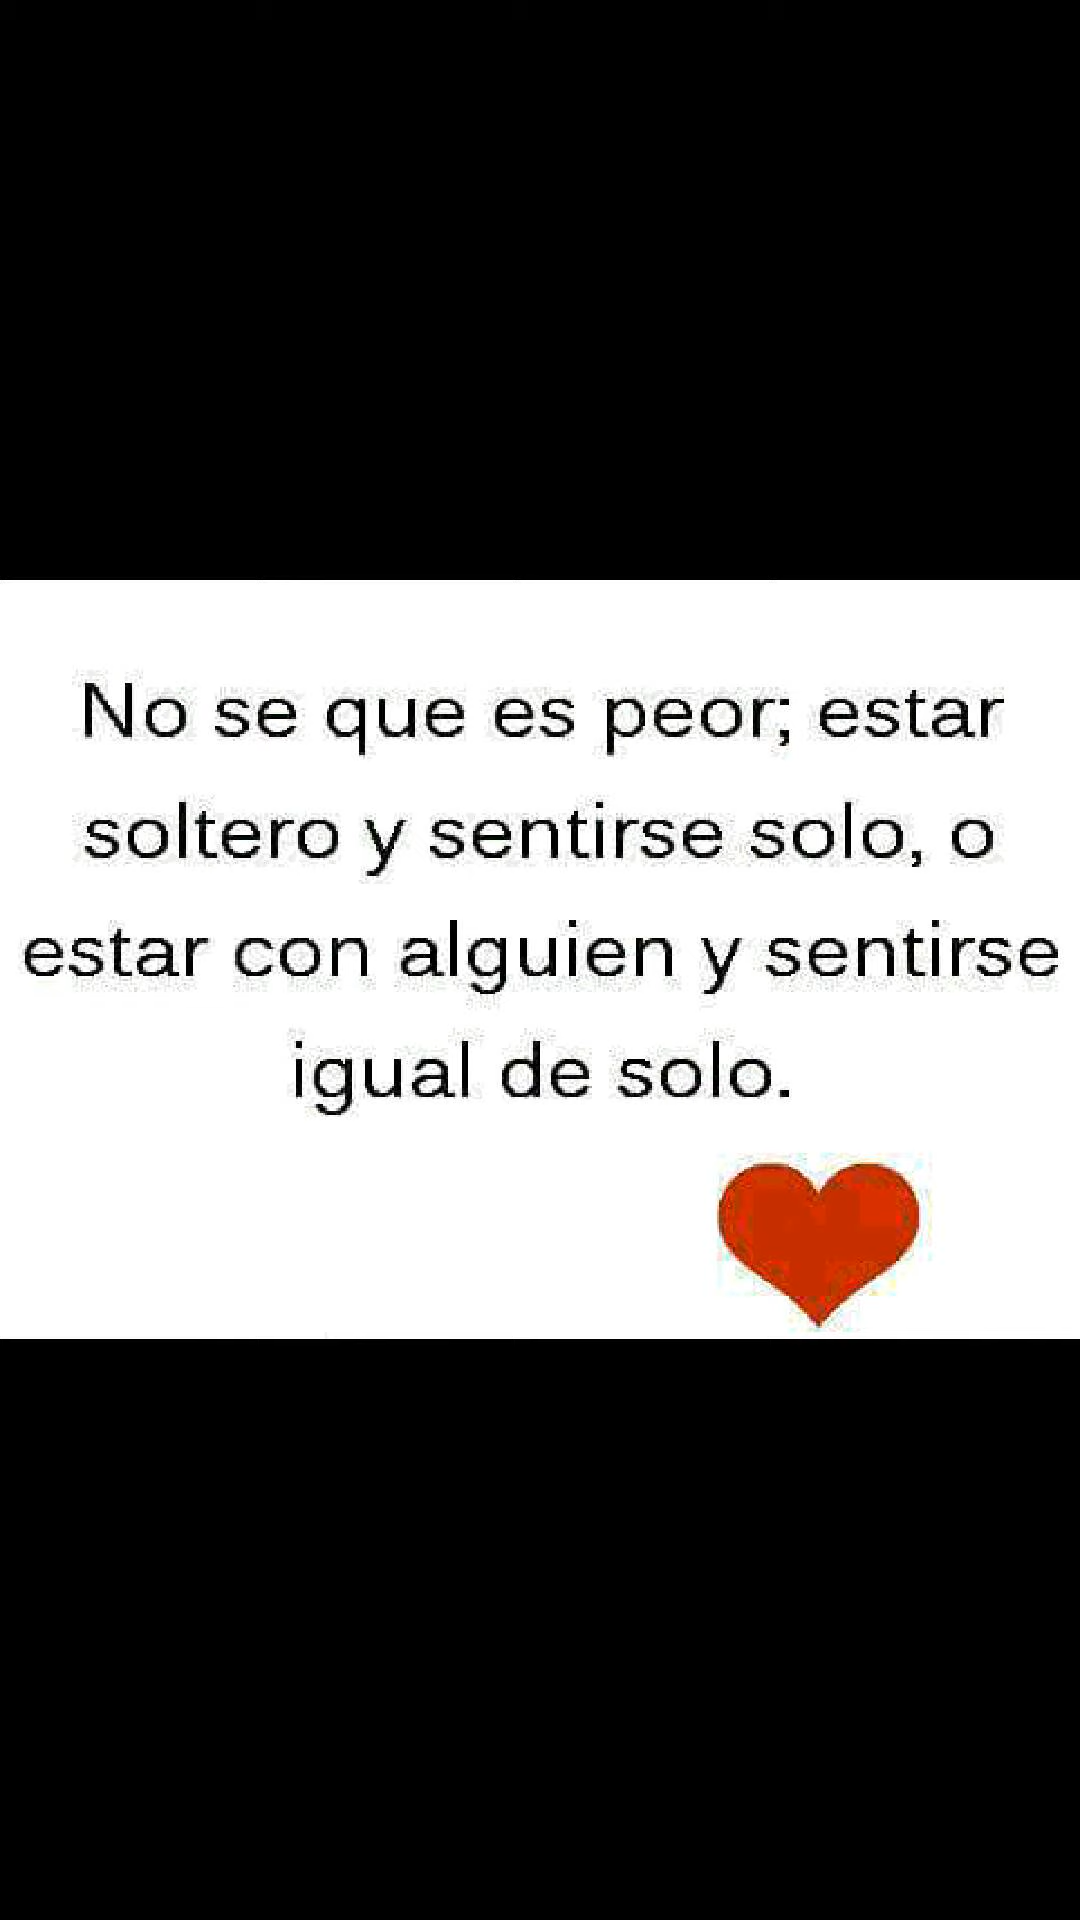 No se que es peor; estar
soltero y sentirse solo, o
estar con alguien y sentirse
igual de solo.